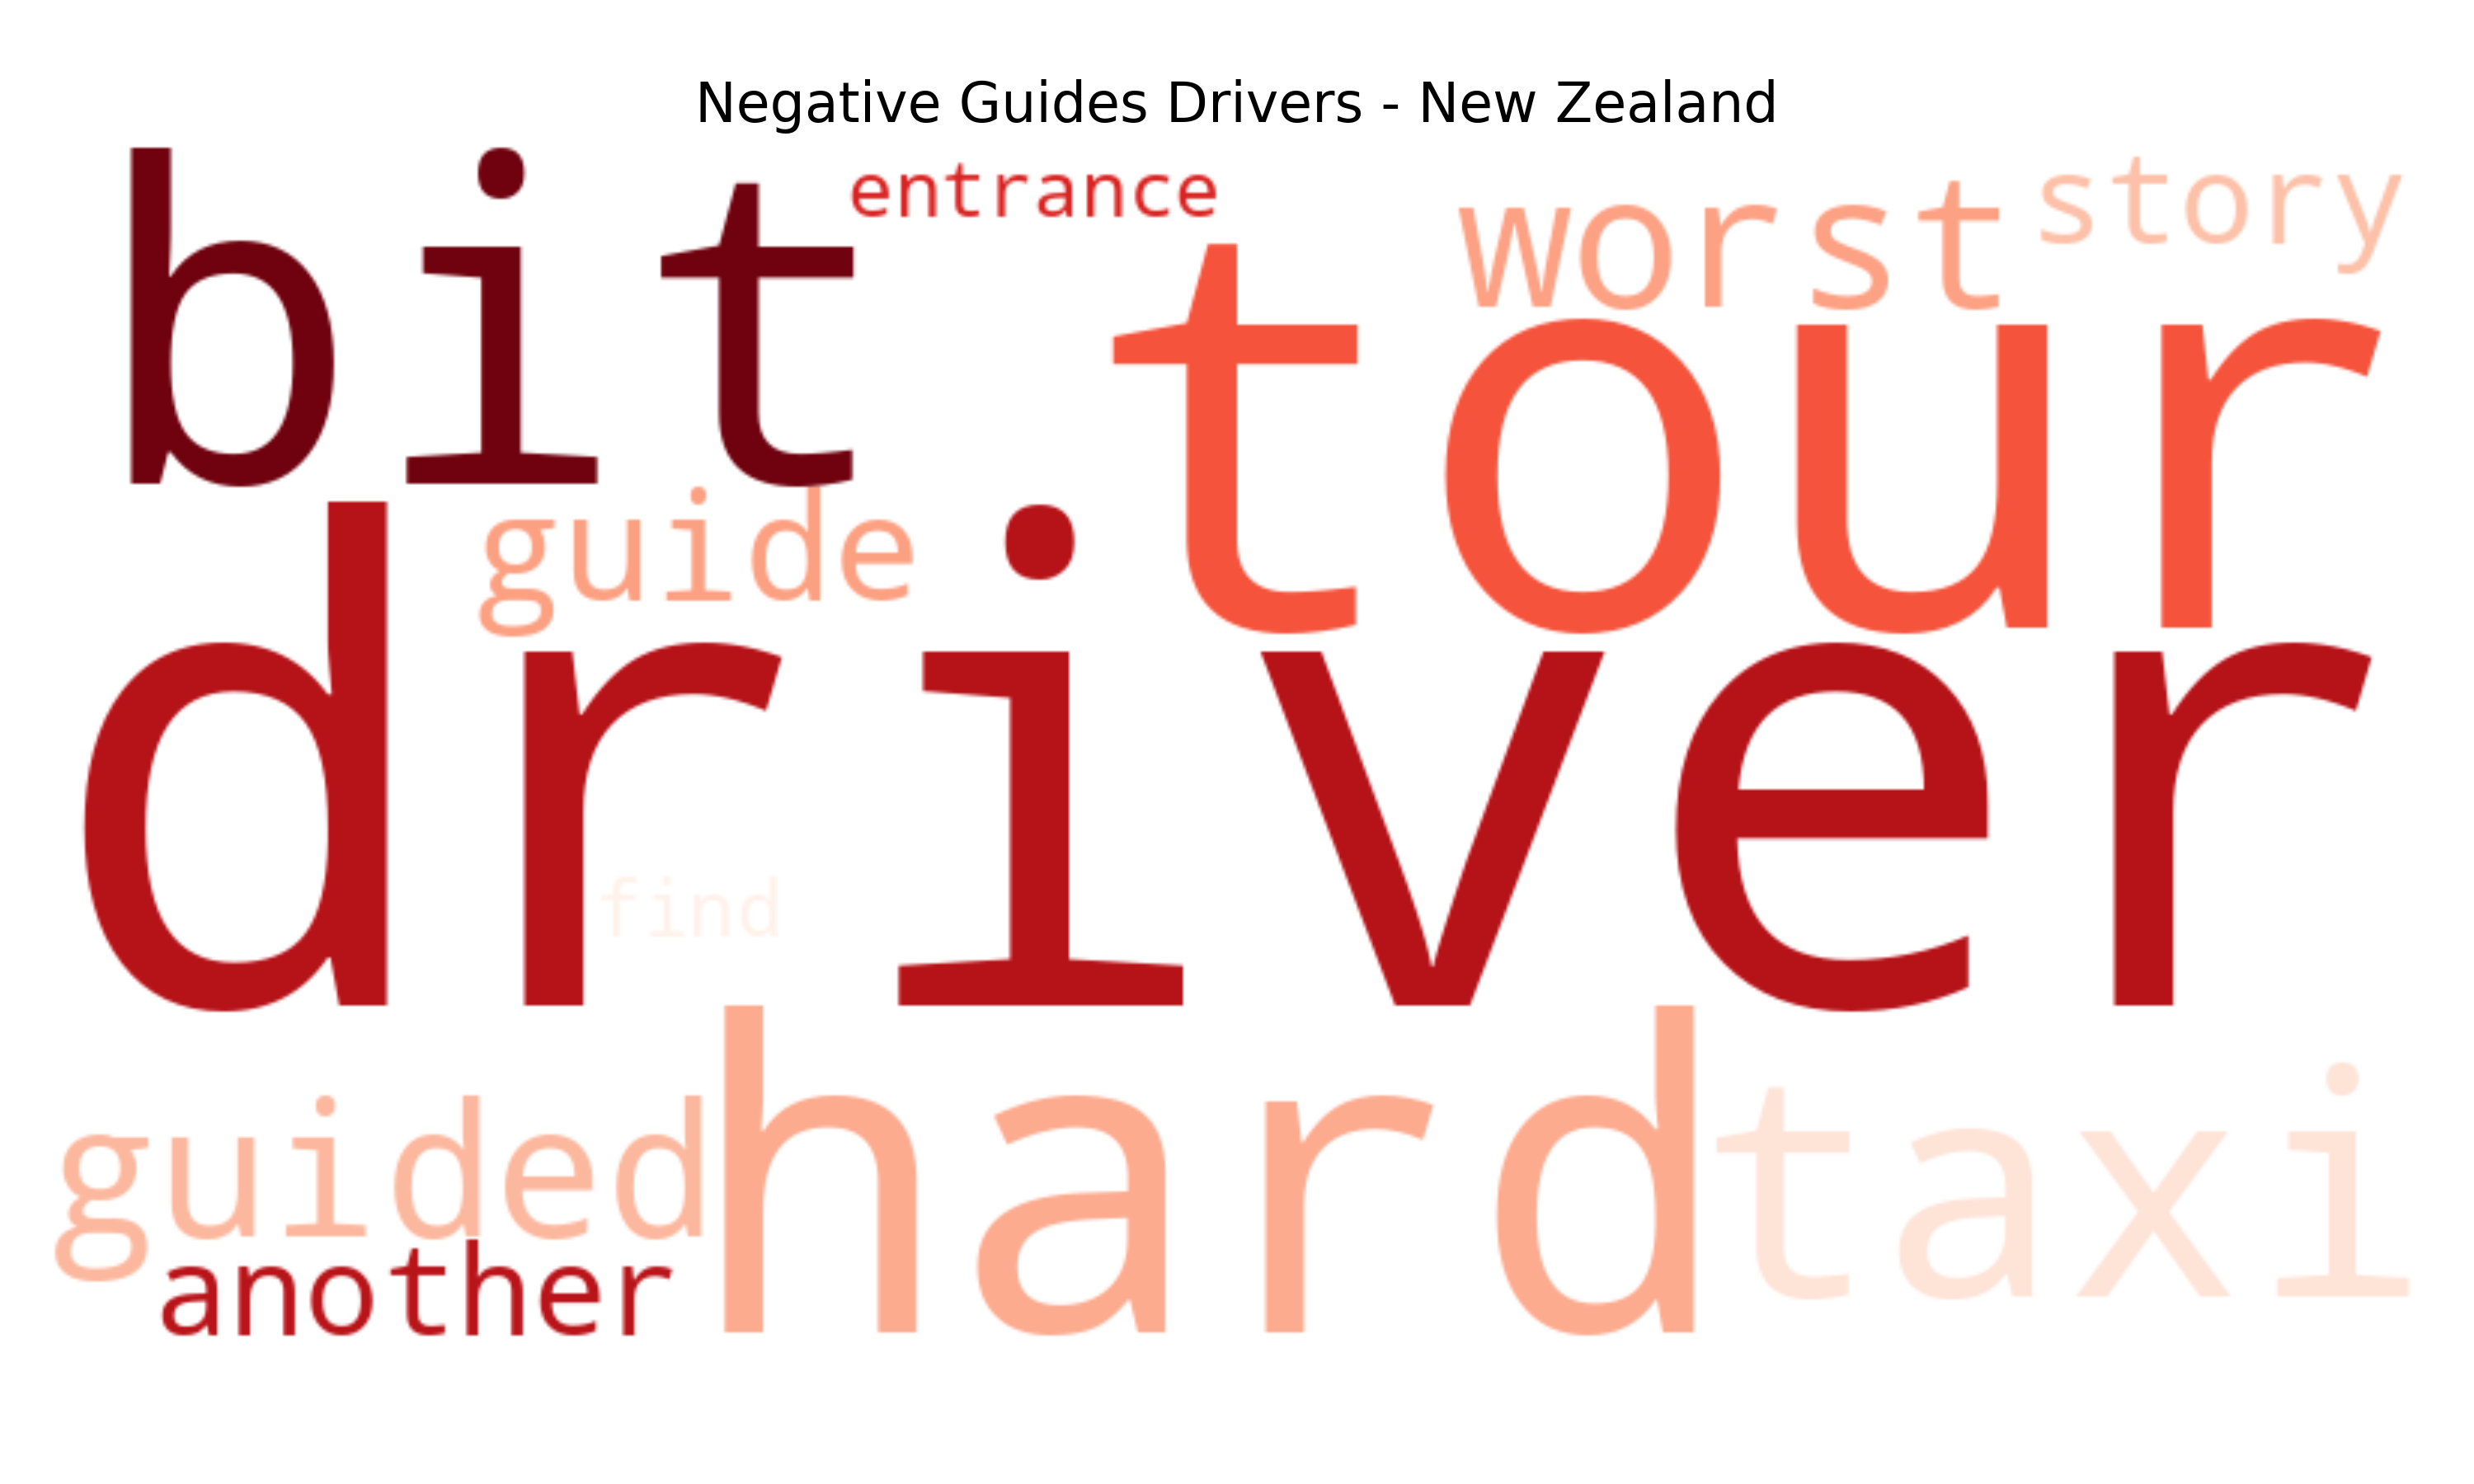 Negative Guides Drivers - New Zealand
entrance
story
bit
worst
tour
guide
driver
find
hard
taxi
guided
another